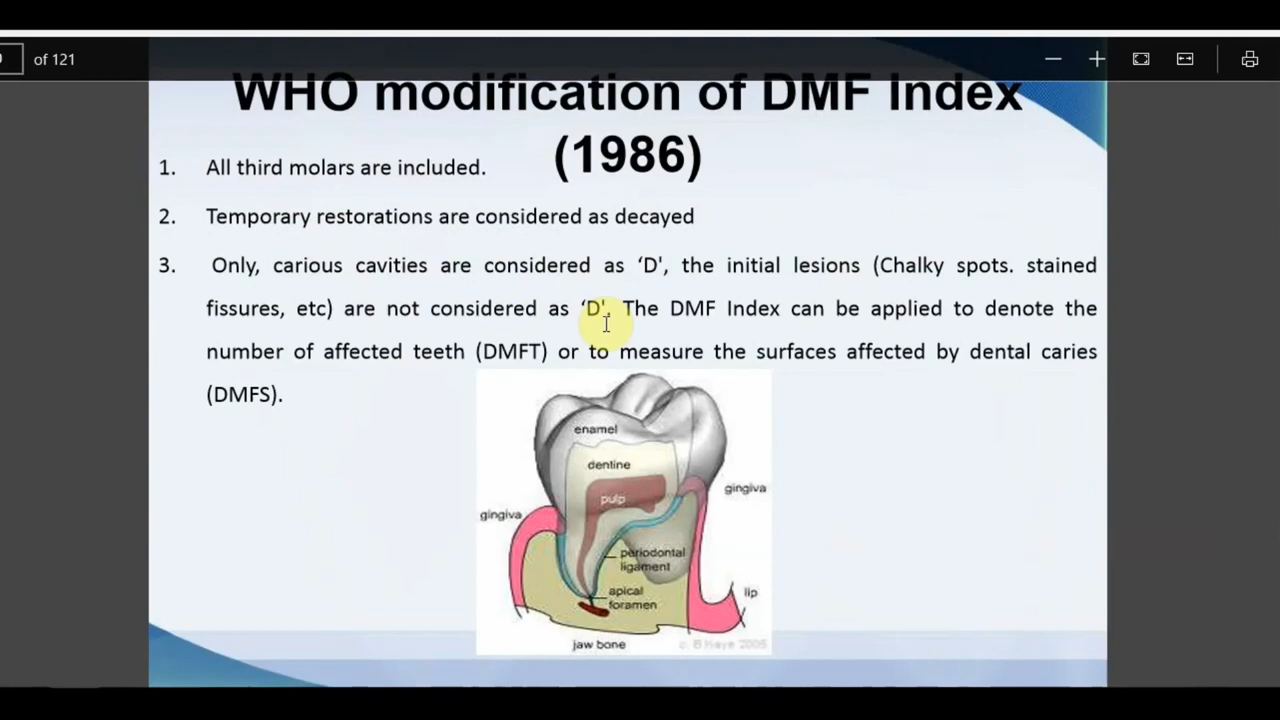 of 121
WHO modification of DMF Index
(1986)
1. All third molars are included.
2. Temporary restorations are considered as decayed
3. Only, carious cavities are considered as ‘D', the initial lesions (Chalky spots. stained
fissures, etc) are not considered as ‘D'. The DMF Index can be applied to denote the
number of affected teeth (DMFT) or to measure the surfaces affected by dental caries
(DMFS).
enamel
dentine
gingiva
pulp
gingiva
periodontal
ligament
apical
foramen
lip
jaw bone